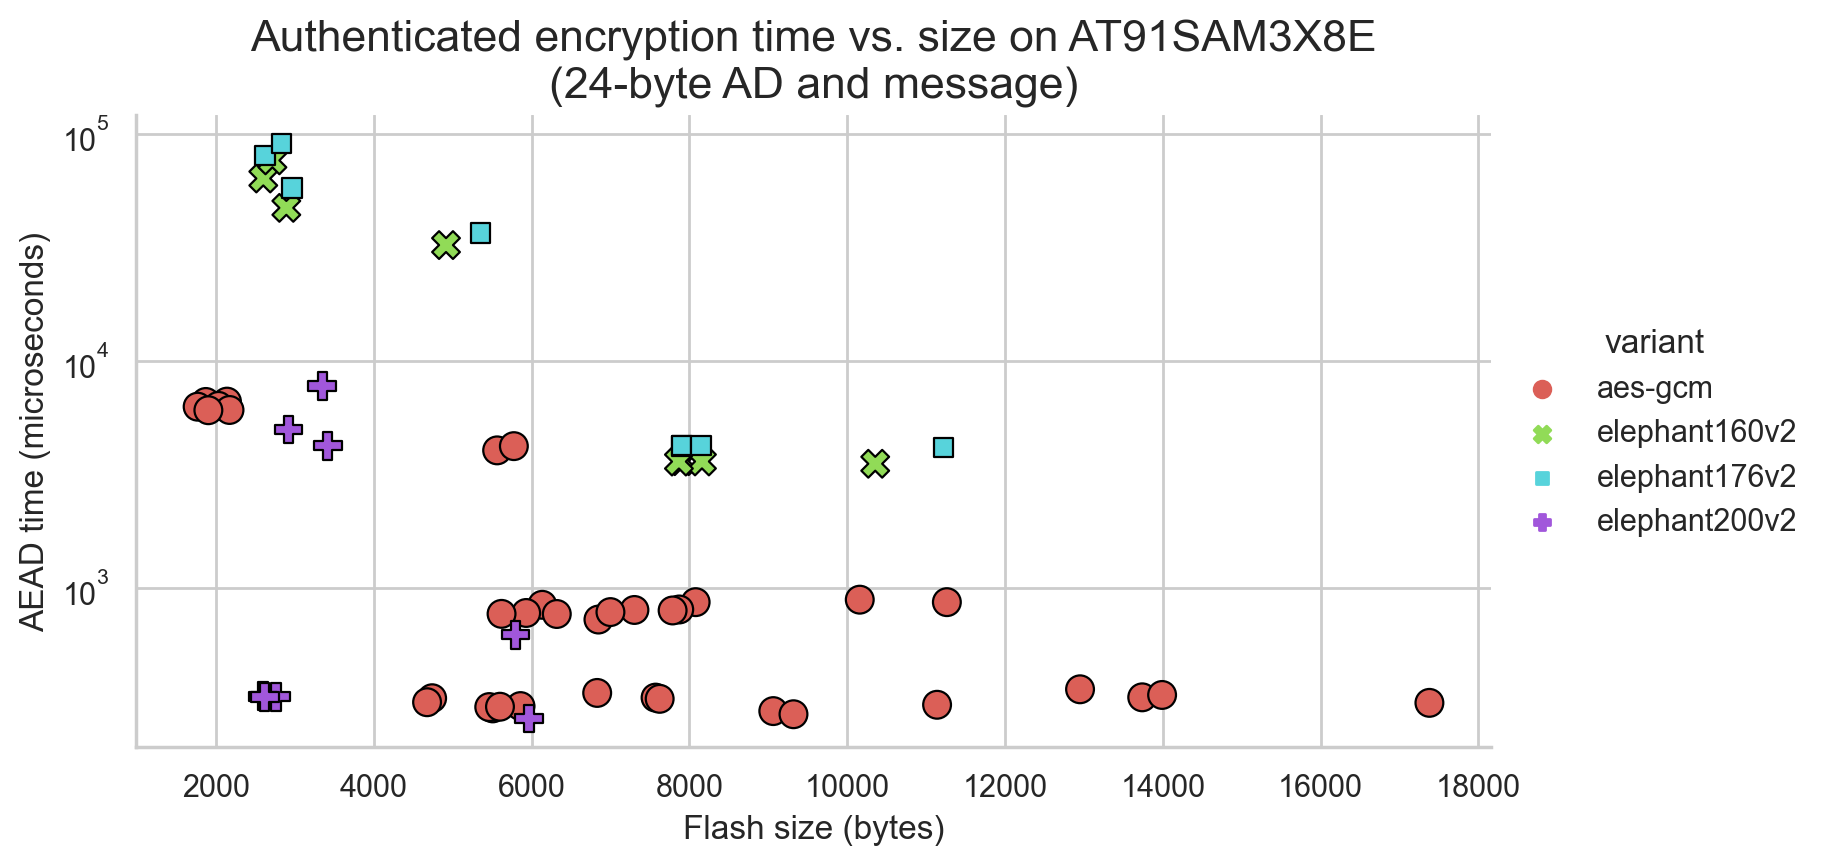 Authenticated encryption time vs. size on AT91SAM3X8E
(24-byte AD and message)
AEAD time (microseconds)
10^5
10^4
10^3
2000 4000 6000 8000 10000 12000 14000 16000 18000
Flash size (bytes)
variant
aes-gcm
elephant160v2
elephant176v2
elephant200v2